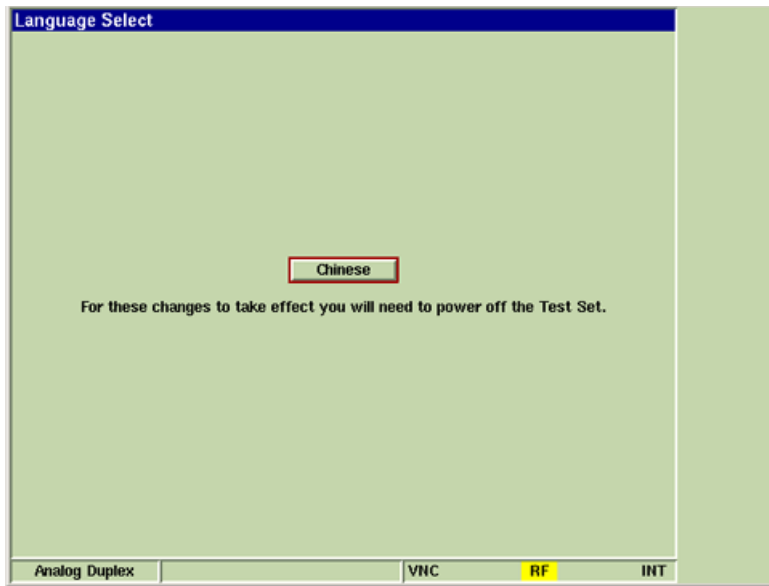 Language Select
Chinese
For these changes to take effect you will need to power off the Test Set.
Analog Duplex VNC RF INT